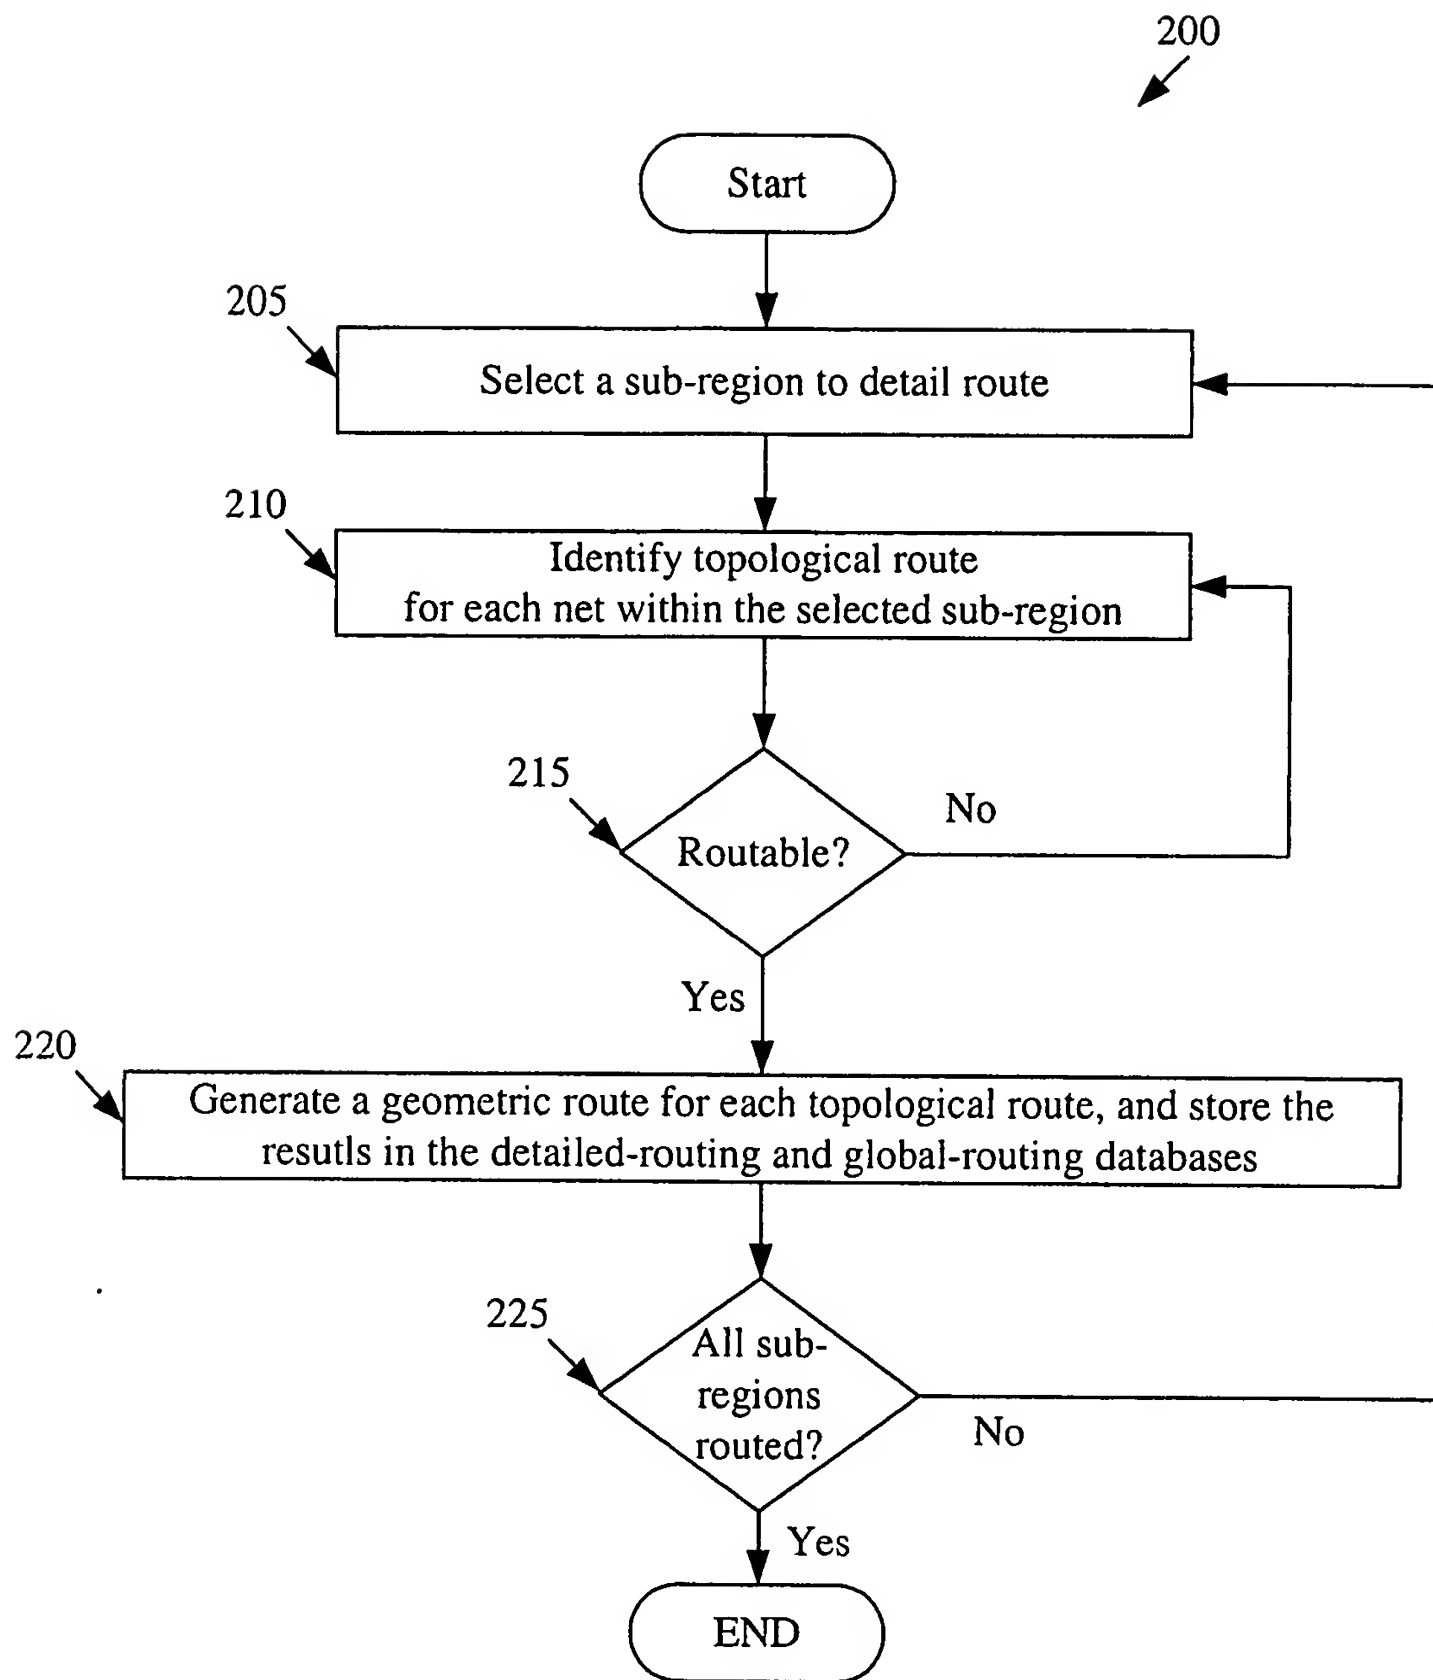 200
Start
205
Select a sub-region to detail route
210
Identify topological route
for each net within the selected sub-region
215
Routable?
No
Yes
220
Generate a geometric route for each topological route, and store the
resutls in the detailed-routing and global-routing databases
225
All sub-
regions
routed?
No
Yes
END